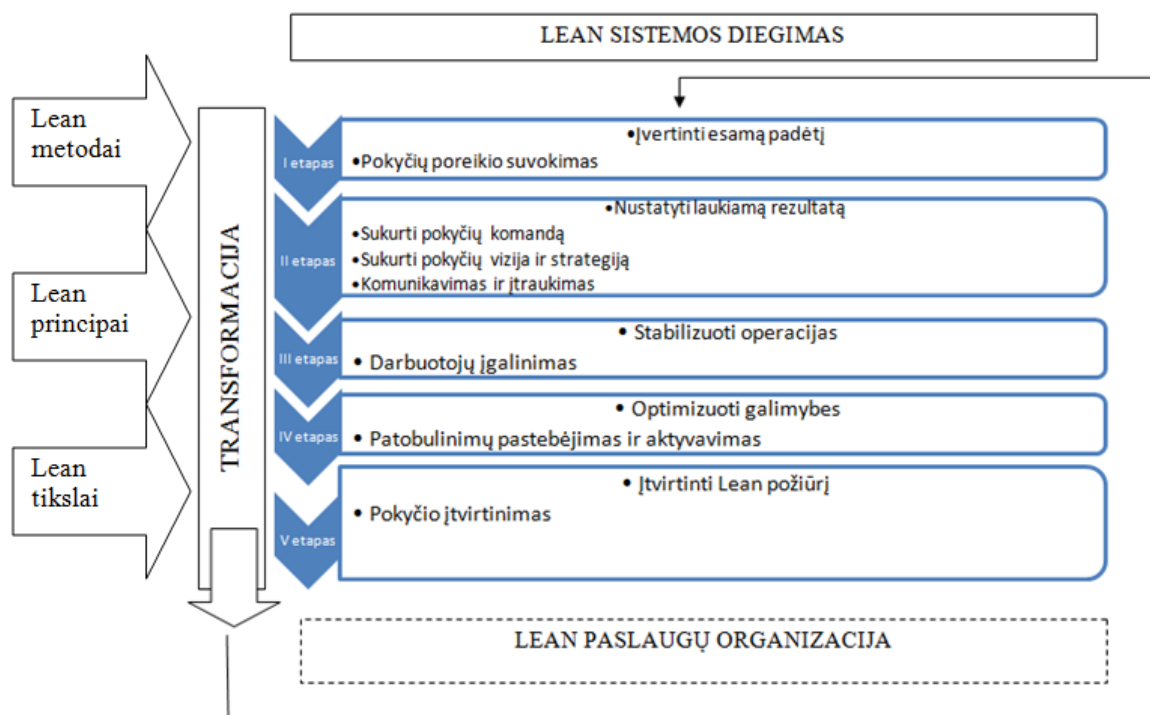 LEAN SISTEMOS DIEGIMAS
Lean
metodai
Lean
principai
Lean
tikslai
TRANSFORMACIJA
I etapas
•Įvertinti esamą padėtį
•Pokyčių poreikio suvokimas
II etapas
•Nustatyti laukiamą rezultatą
•Sukurti pokyčių komandą
•Sukurti pokyčių vizija ir strategiją
•Komunikavimas ir įtraukimas
III etapas
• Stabilizuoti operacijas
• Darbuotojų įgalinimas
IV etapas
• Optimizuoti galimybes
• Patobulinimų pastebėjimas ir aktyvavimas
V etapas
• Įtvirtinti Lean požiūrį
• Pokyčio įtvirtinimas
LEAN PASLAUGŲ ORGANIZACIJA